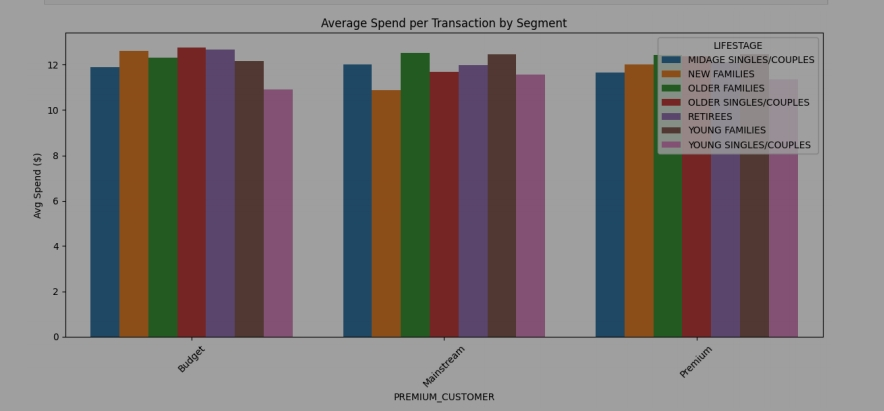 Average Spend per Transaction by Segment
LIFESTAGE
MIDAGE SINGLES/COUPLES
NEW FAMILIES
OLDER FAMILIES
OLDER SINGLES/COUPLES
RETIREES
YOUNG FAMILIES
YOUNG SINGLES/COUPLES
Avg Spend ($)
12
10
8
6
4
2
0
Budget
Mainstream
Premium
PREMIUM_CUSTOMER